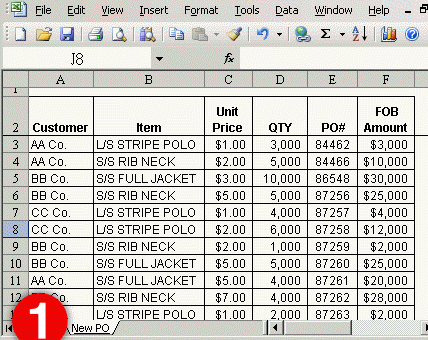 File Edit View Insert Format Tools Data Window Help
J8 fx
A B C D E F
1
2 Customer Item Unit Price QTY PO# FOB Amount
3 AA Co. L/S STRIPE POLO $1.00 3,000 84462 $3,000
4 AA Co. S/S RIB NECK $2.00 5,000 84466 $10,000
5 BB Co. S/S FULL JACKET $3.00 10,000 86548 $30,000
6 BB Co. S/S RIB NECK $5.00 5,000 87256 $25,000
7 CC Co. L/S STRIPE POLO $1.00 4,000 87257 $4,000
8 CC Co. L/S STRIPE POLO $2.00 6,000 87258 $12,000
9 BB Co. S/S RIB NECK $2.00 1,000 87259 $2,000
10 BB Co. S/S FULL JACKET $5.00 5,000 87260 $25,000
11 AA Co. S/S FULL JACKET $5.00 4,000 87261 $20,000
12 S/S RIB NECK $7.00 4,000 87262 $28,000
L/S STRIPE POLO $1.00 2,000 87263 $2,000
1 New PO